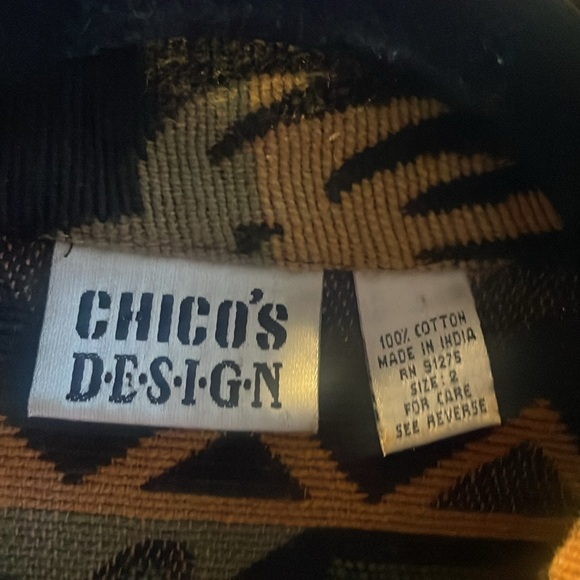 CHICO'S
D·E·S·I·G·N
100% COTTON
MADE IN INDIA
RN 91275
SIZE: 2
FOR CARE
SEE REVERSE